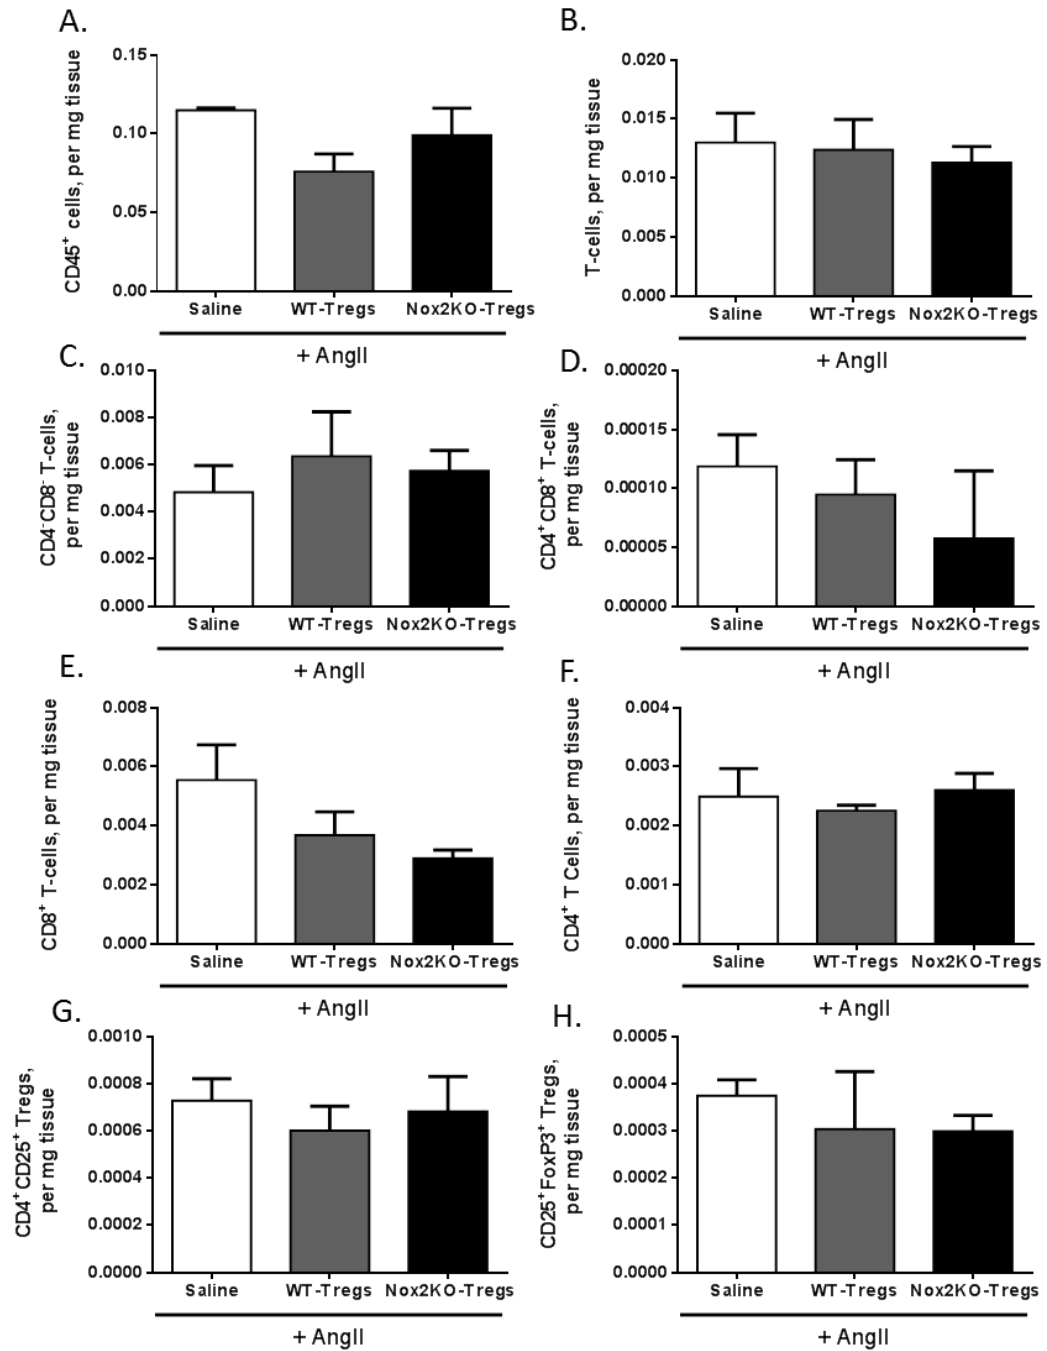 A.
CD45⁺ cells, per mg tissue
0.15
0.10
0.05
0.00
Saline WT-Tregs Nox2KO-Tregs
+ AngII
B.
T-cells, per mg tissue
0.020
0.015
0.010
0.005
0.000
Saline WT-Tregs Nox2KO-Tregs
+ AngII
C.
CD4⁻CD8⁻ T-cells,
per mg tissue
0.010
0.008
0.006
0.004
0.002
0.000
Saline WT-Tregs Nox2KO-Tregs
+ AngII
D.
CD4⁺ CD8⁺ T-cells,
per mg tissue
0.00020
0.00015
0.00010
0.00005
0.00000
Saline WT-Tregs Nox2KO-Tregs
+ AngII
E.
CD8⁺ T-cells, per mg tissue
0.008
0.006
0.004
0.002
0.000
Saline WT-Tregs Nox2KO-Tregs
+ AngII
F.
CD4⁺ T Cells, per mg tissue
0.004
0.003
0.002
0.001
0.000
Saline WT-Tregs Nox2KO-Tregs
+ AngII
G.
CD4⁺ CD25⁺ Tregs,
per mg tissue
0.0010
0.0008
0.0006
0.0004
0.0002
0.0000
Saline WT-Tregs Nox2KO-Tregs
+ AngII
H.
CD25⁺ FoxP3⁺ Tregs,
per mg tissue
0.0005
0.0004
0.0003
0.0002
0.0001
0.0000
Saline WT-Tregs Nox2KO-Tregs
+ AngII